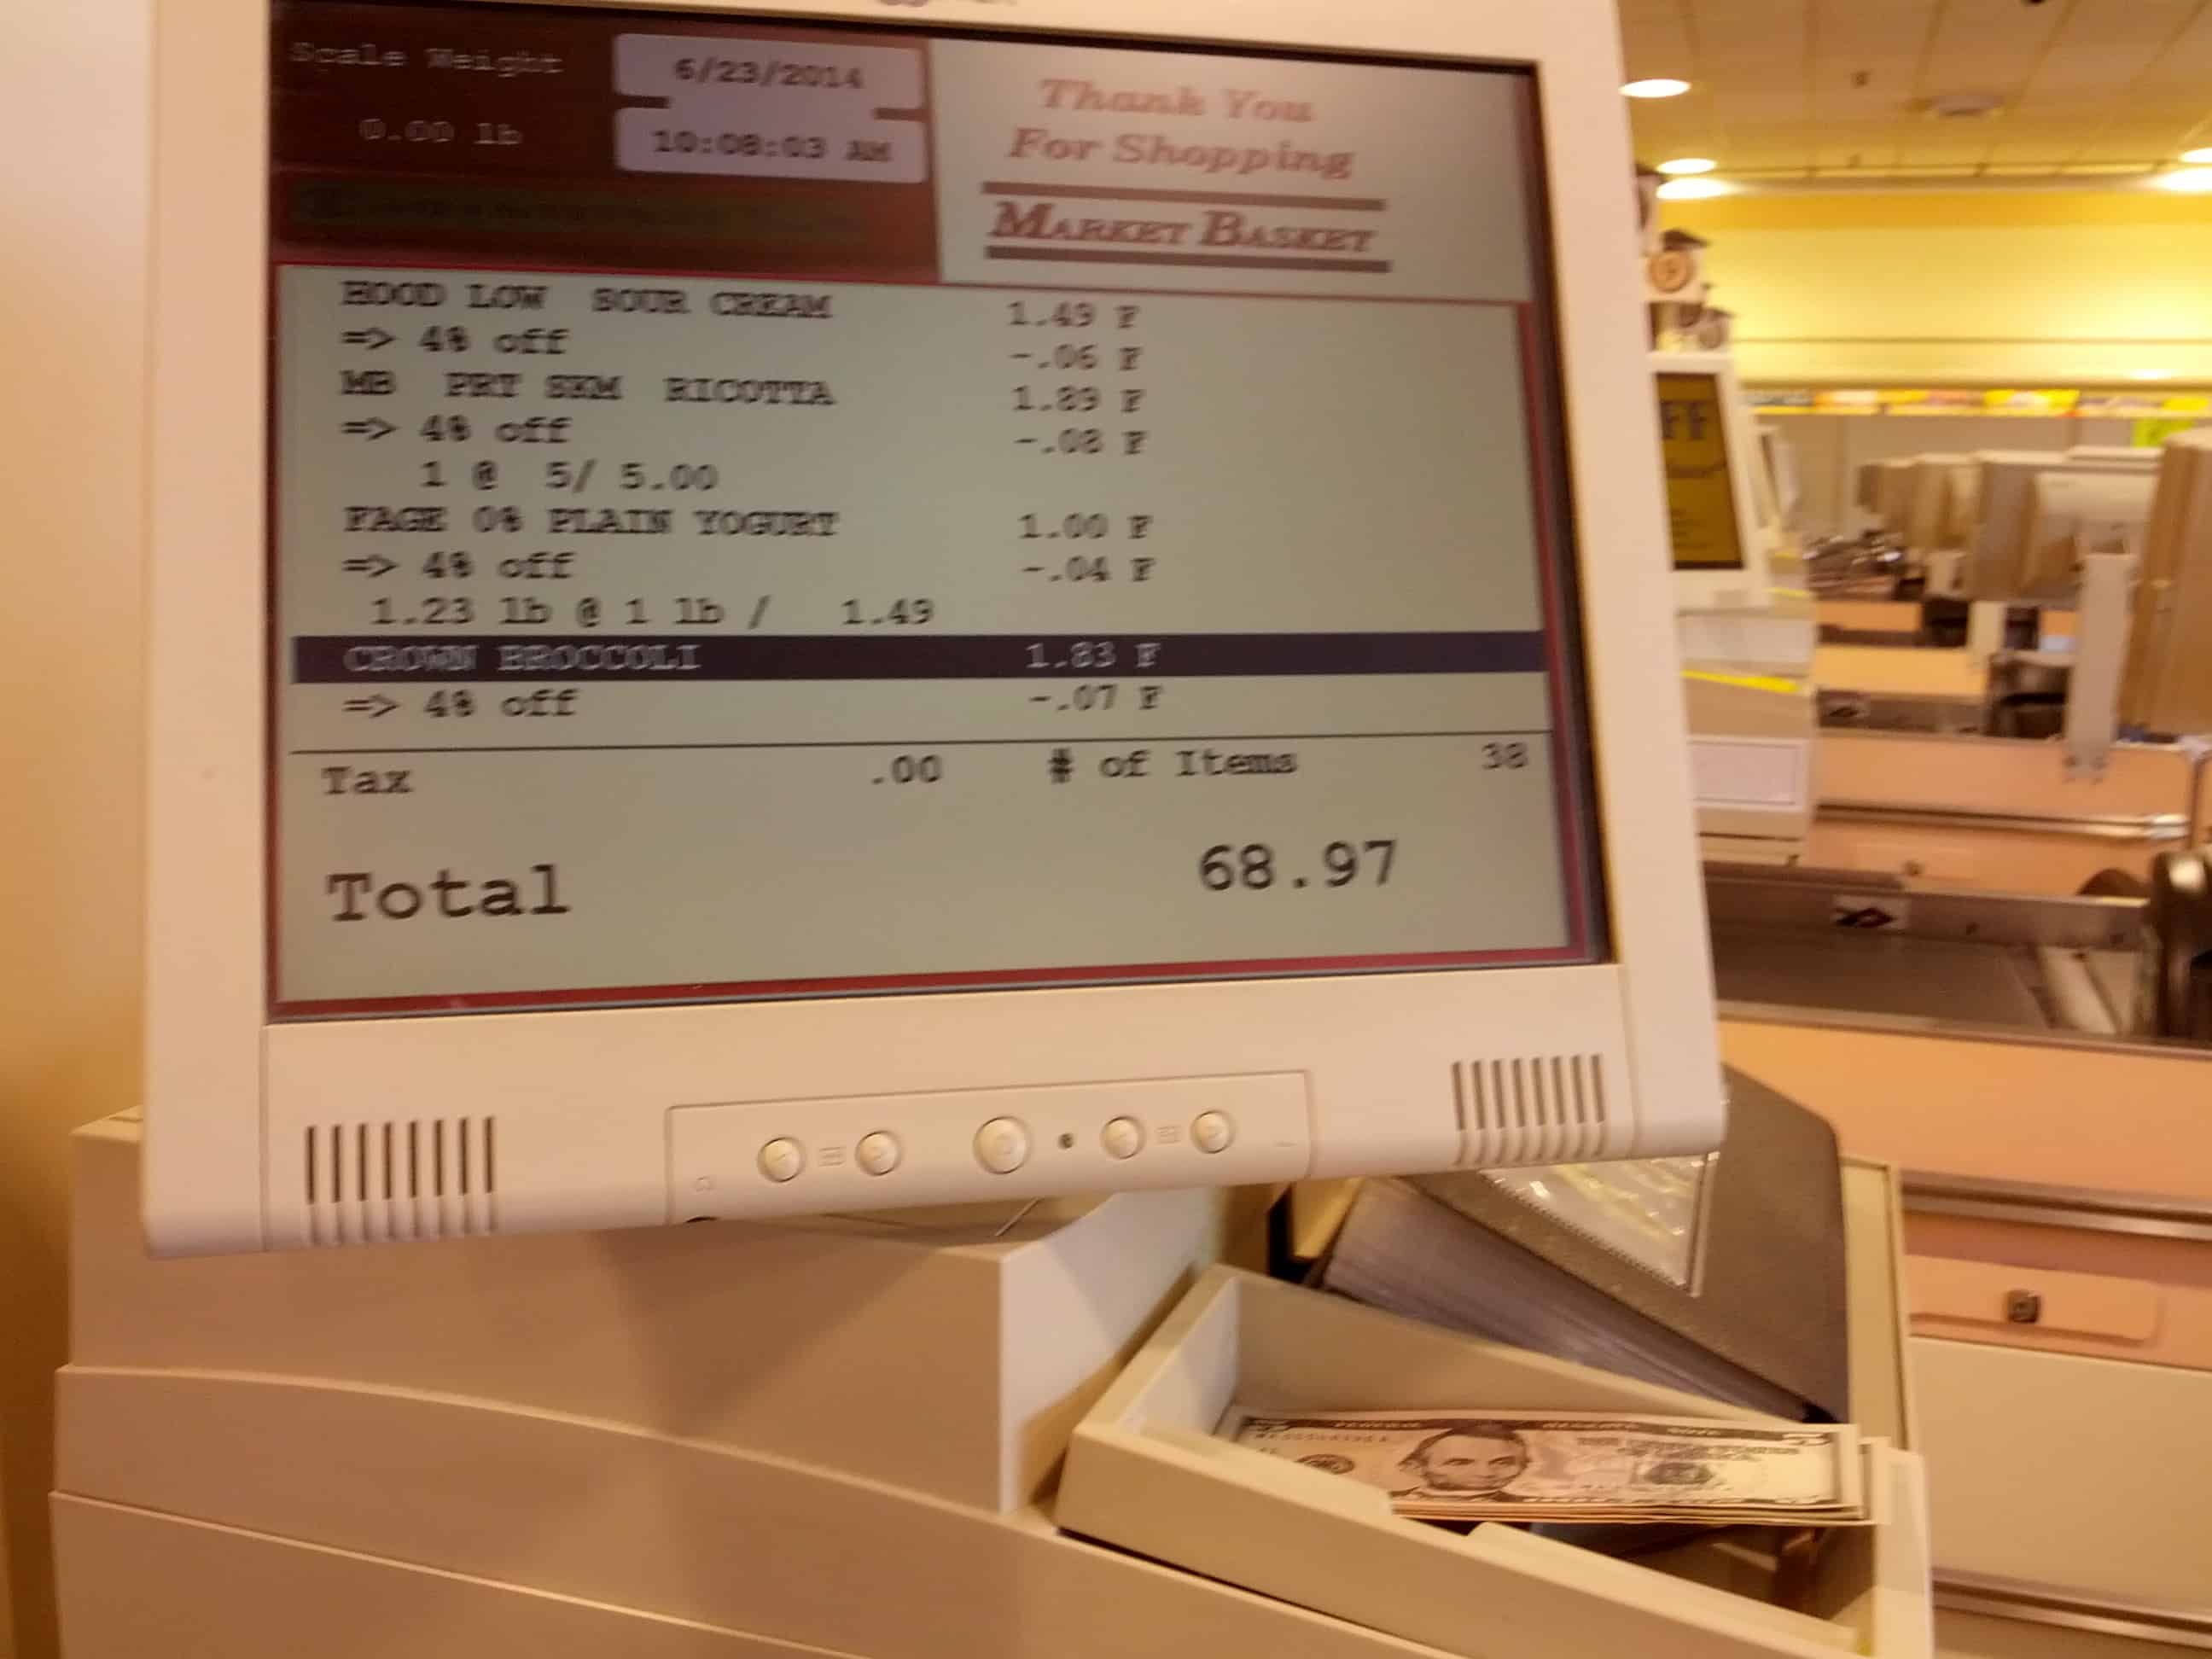 Scale Weight
0.00 lb
6/23/2014
10:08:03 AM
Thank You
For Shopping
MARKET BASKET
HOOD LOW SOUR CREAM 1.49 F
=> 4% off -.06 F
MB PRT SKM RICOTTA 1.89 F
=> 4% off -.08 F
1 @ 5/ 5.00
FAGE 0% PLAIN YOGURT 1.00 F
=> 4% off -.04 F
1.23 lb @ 1 lb / 1.49
CROWN BROCCOLI 1.83 F
=> 4% off -.07 F
Tax .00 # of Items 38
Total 68.97